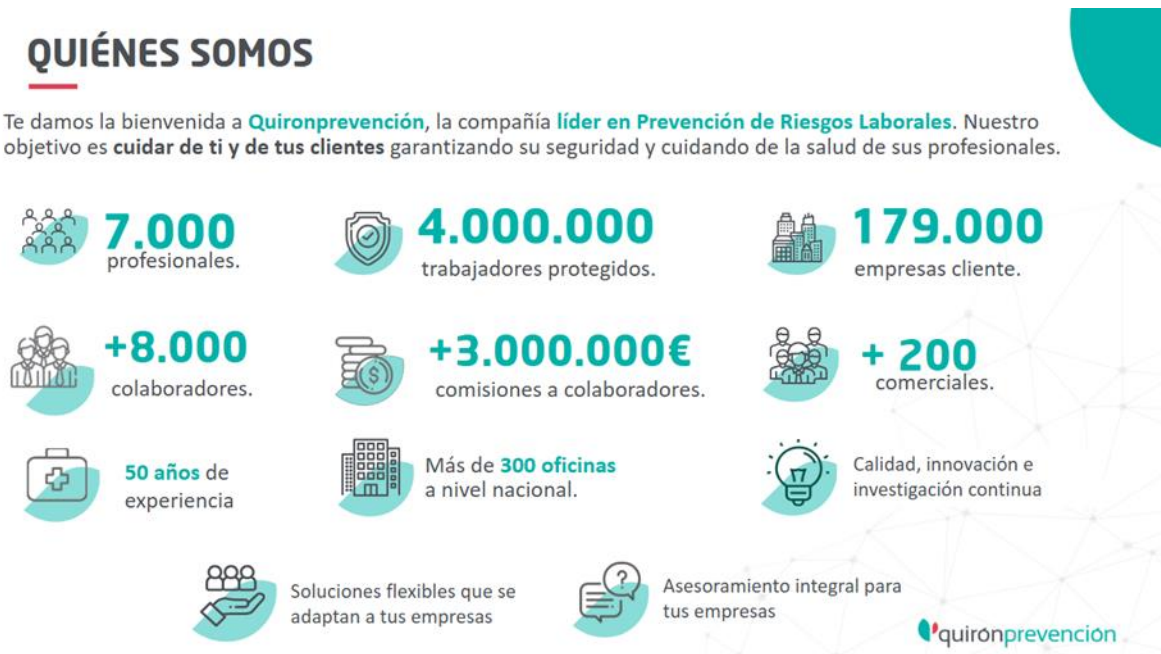 QUIÉNES SOMOS
Te damos la bienvenida a Quironprevención, la compañía líder en Prevención de Riesgos Laborales. Nuestro
objetivo es cuidar de ti y de tus clientes garantizando su seguridad y cuidando de la salud de sus profesionales.
7.000
profesionales.
4.000.000
trabajadores protegidos.
179.000
empresas cliente.
+8.000
colaboradores.
+3.000.000€
comisiones a colaboradores.
+ 200
comerciales.
50 años de
experiencia
Más de 300 oficinas
a nivel nacional.
Calidad, innovación e
investigación continua
Soluciones flexibles que se
adaptan a tus empresas
Asesoramiento integral para
tus empresas
quirónprevención